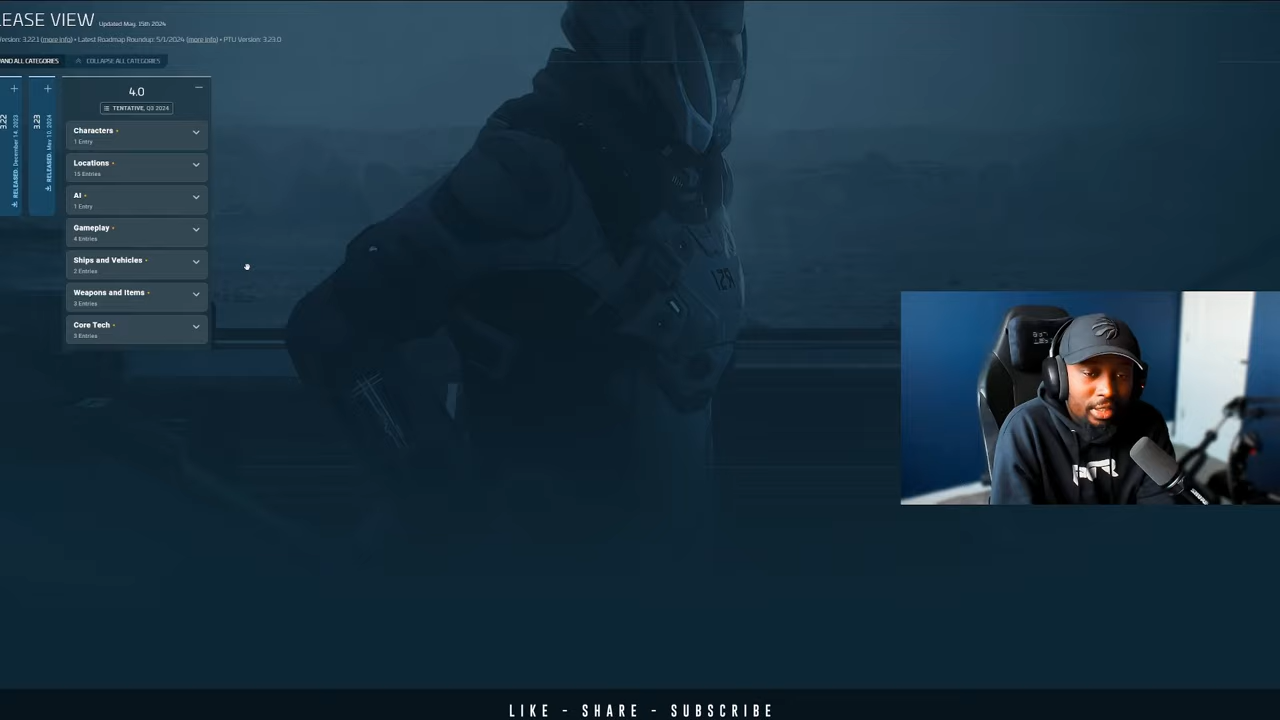 EASE VIEW Updated May, 15th 2024
ersion: 3.22.1 (more info) • Latest Roadmap Roundup: 5/1/2024 (more info) • PTU Version: 3.23.0
AND ALL CATEGORIES
COLLAPSE ALL CATEGORIES
3.22
RELEASED, December 14, 2023
3.23
RELEASED, May 10, 2024
4.0
TENTATIVE, Q3 2024
Characters
1 Entry
Locations
15 Entries
AI
1 Entry
Gameplay
4 Entries
Ships and Vehicles
2 Entries
Weapons and Items
3 Entries
Core Tech
3 Entries
LIKE - SHARE - SUBSCRIBE